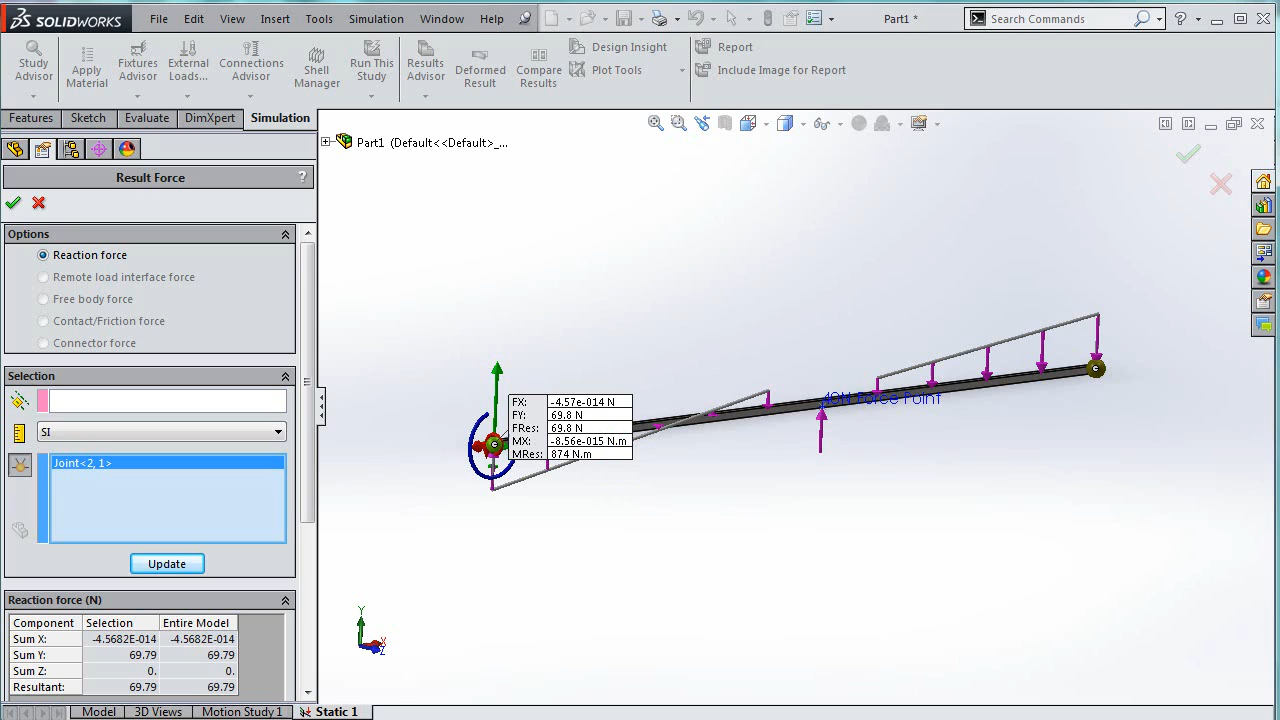 SOLIDWORKS File Edit View Insert Tools Simulation Window Help Part1 * Search Commands ?
Study Advisor
Apply Material
Fixtures Advisor
External Loads...
Connections Advisor
Shell Manager
Run This Study
Results Advisor
Deformed Result
Compare Results
Design Insight
Plot Tools
Report
Include Image for Report
Features Sketch Evaluate DimXpert Simulation
Part1 (Default<<Default>_...
Result Force ?
Options
Reaction force
Remote load interface force
Free body force
Contact/Friction force
Connector force
Selection
SI
Joint<2, 1>
Update
Reaction force (N)
Component Selection Entire Model
Sum X: -4.5682E-014 -4.5682E-014
Sum Y: 69.79 69.79
Sum Z: 0. 0.
Resultant: 69.79 69.79
FX: -4.57e-014 N
FY: 69.8 N
FRes: 69.8 N
MX: -8.56e-015 N.m
MRes: 874 N.m
40N Force Point
Y
X
Z
Model 3D Views Motion Study 1 Static 1